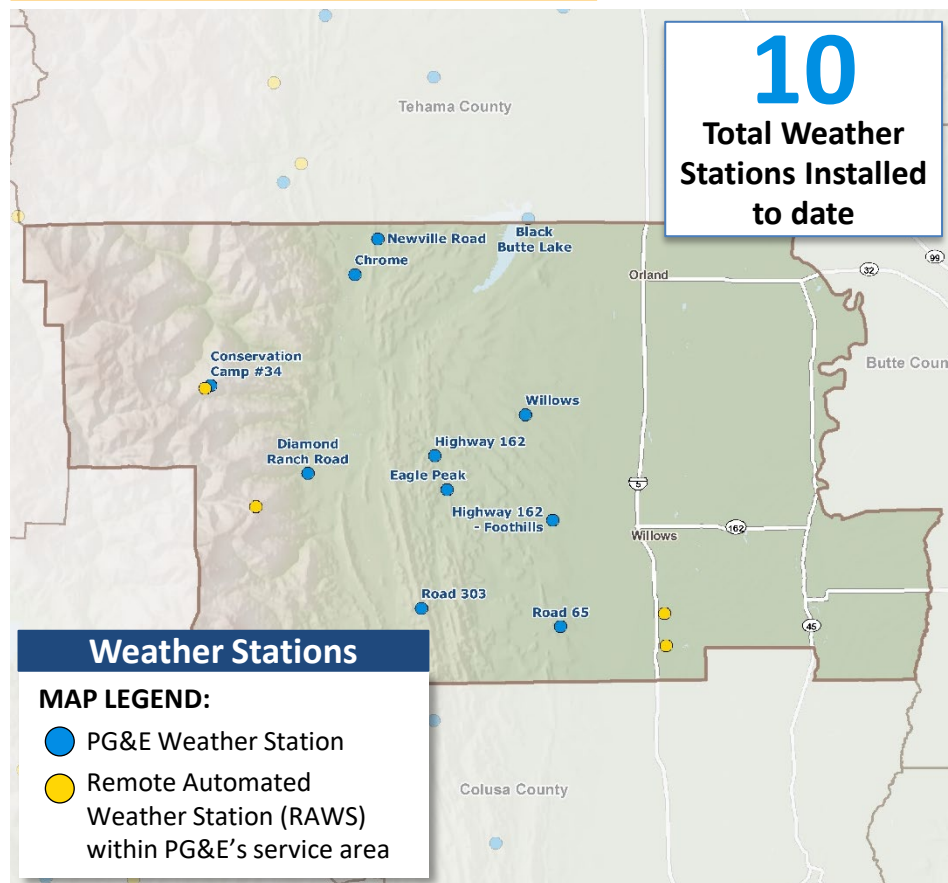 10
Total Weather
Stations Installed
to date
Tehama County
Newville Road
Black
Butte Lake
Chrome
Orland
32
99
Butte Coun
Conservation
Camp #34
Willows
Diamond
Ranch Road
Highway 162
Eagle Peak
5
Highway 162
- Foothills
162
Willows
Road 303
Road 65
45
Weather Stations
MAP LEGEND:
PG&E Weather Station
Remote Automated
Weather Station (RAWS)
within PG&E's service area
Colusa County